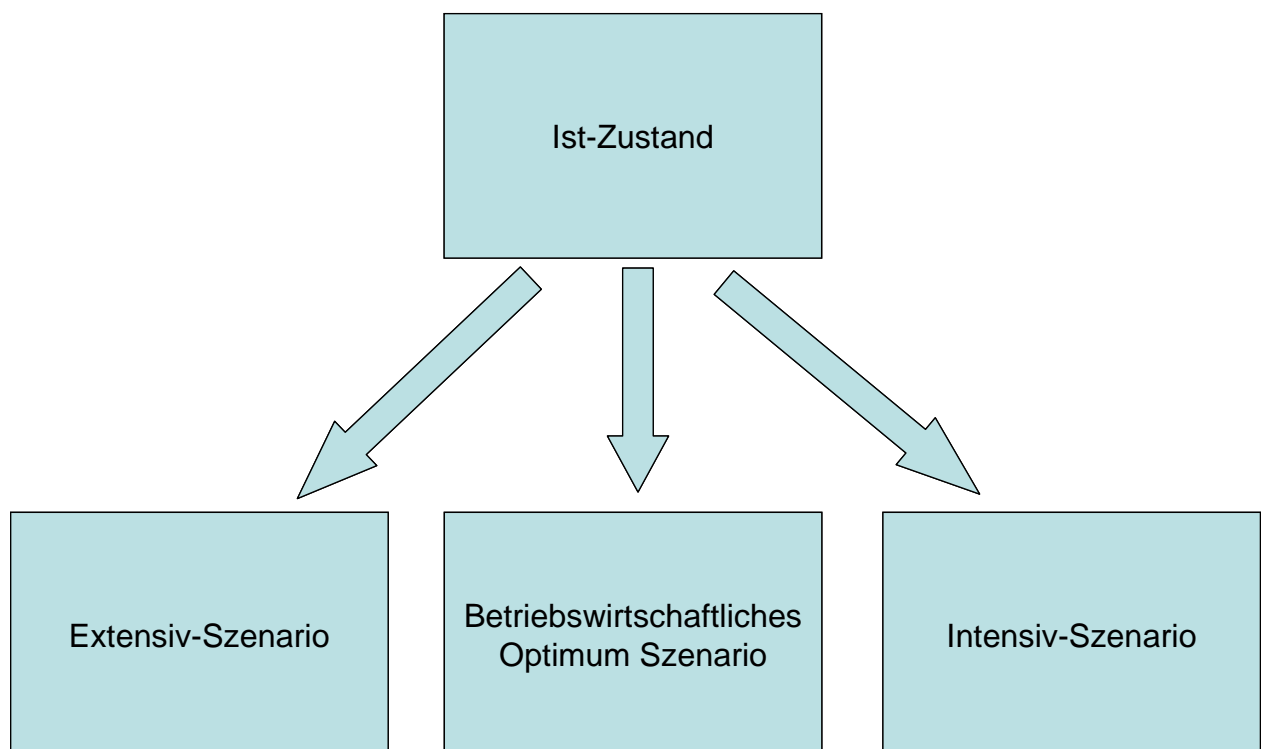 Ist-Zustand
Extensiv-Szenario
Betriebswirtschaftliches
Optimum Szenario
Intensiv-Szenario